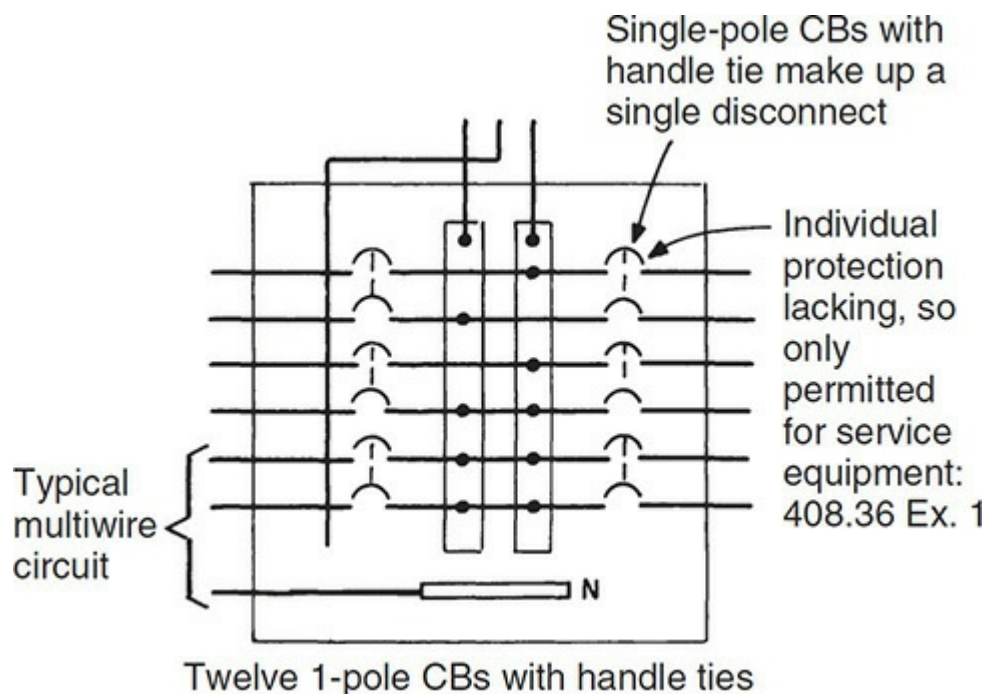 Single-pole CBs with
handle tie make up a
single disconnect
Individual
protection
lacking, so
only
permitted
for service
equipment:
408.36 Ex. 1
Typical
multiwire
circuit
N
Twelve 1-pole CBs with handle ties